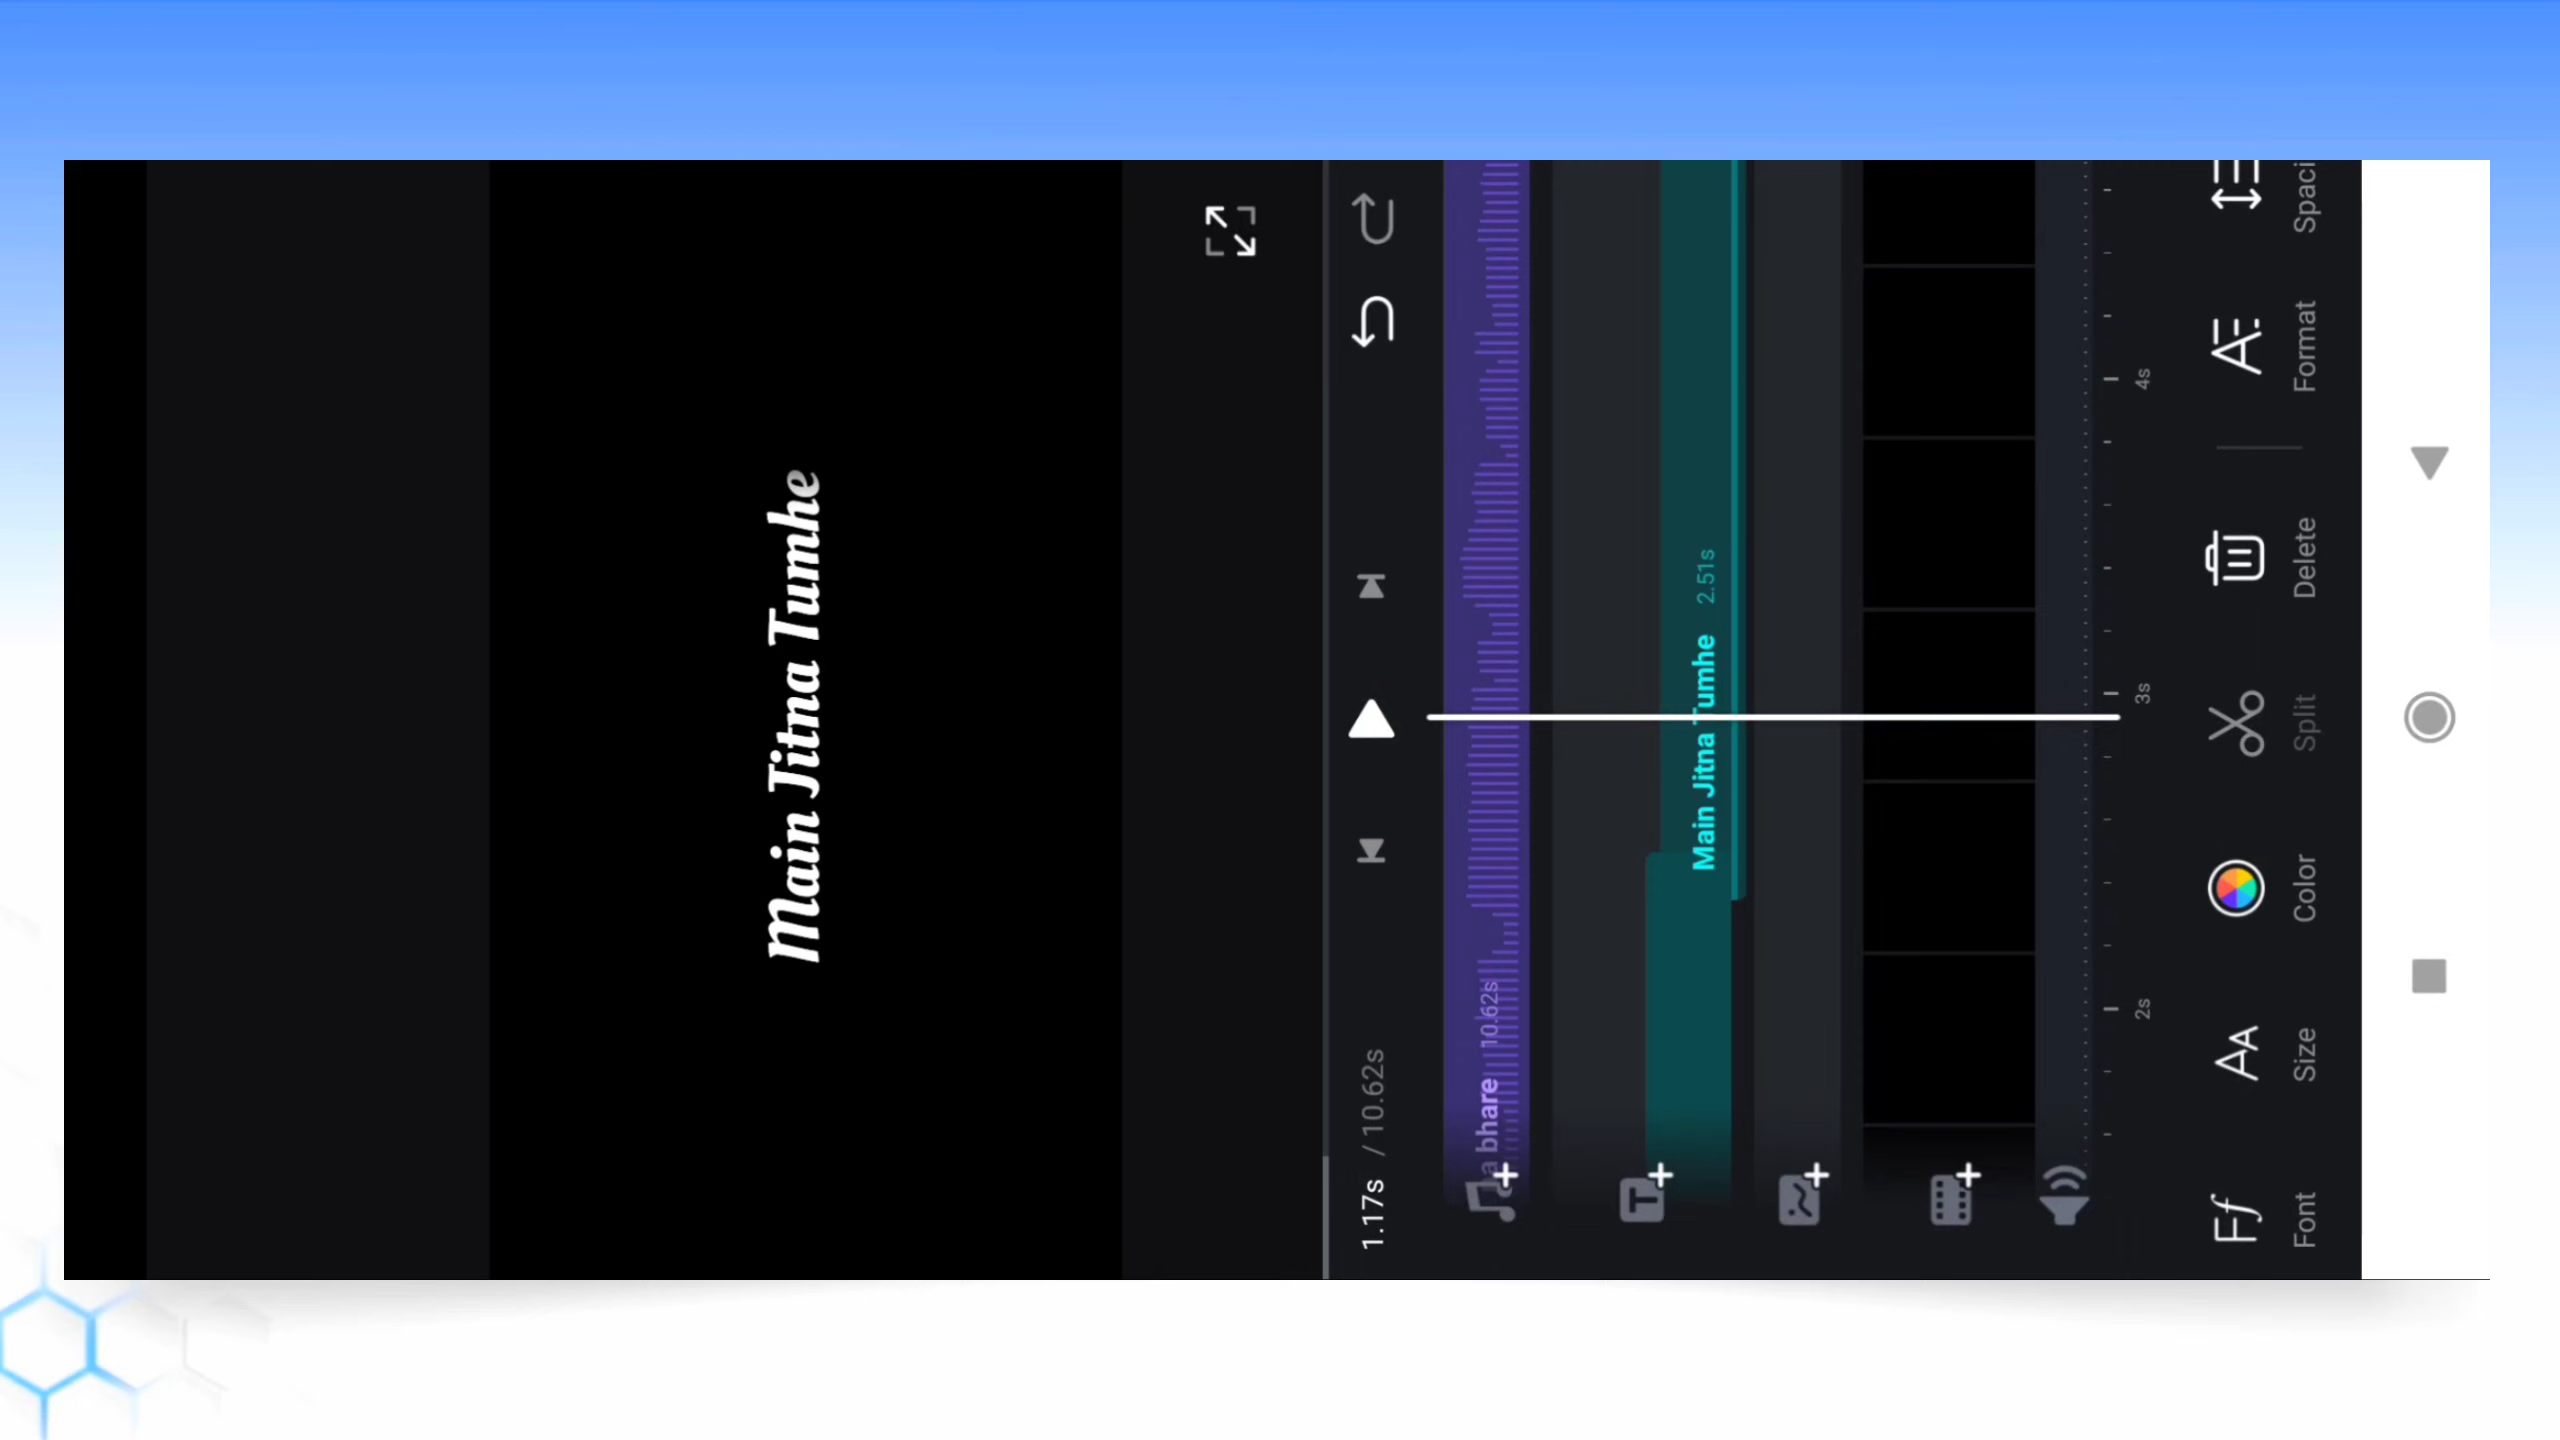 Main Jitna Tumhe
1.17s / 10.62s
a bhare 10.62s
Main Jitna Tumhe 2.51s
2s
3s
4s
Font
Size
Color
Split
Delete
Format
Spaci